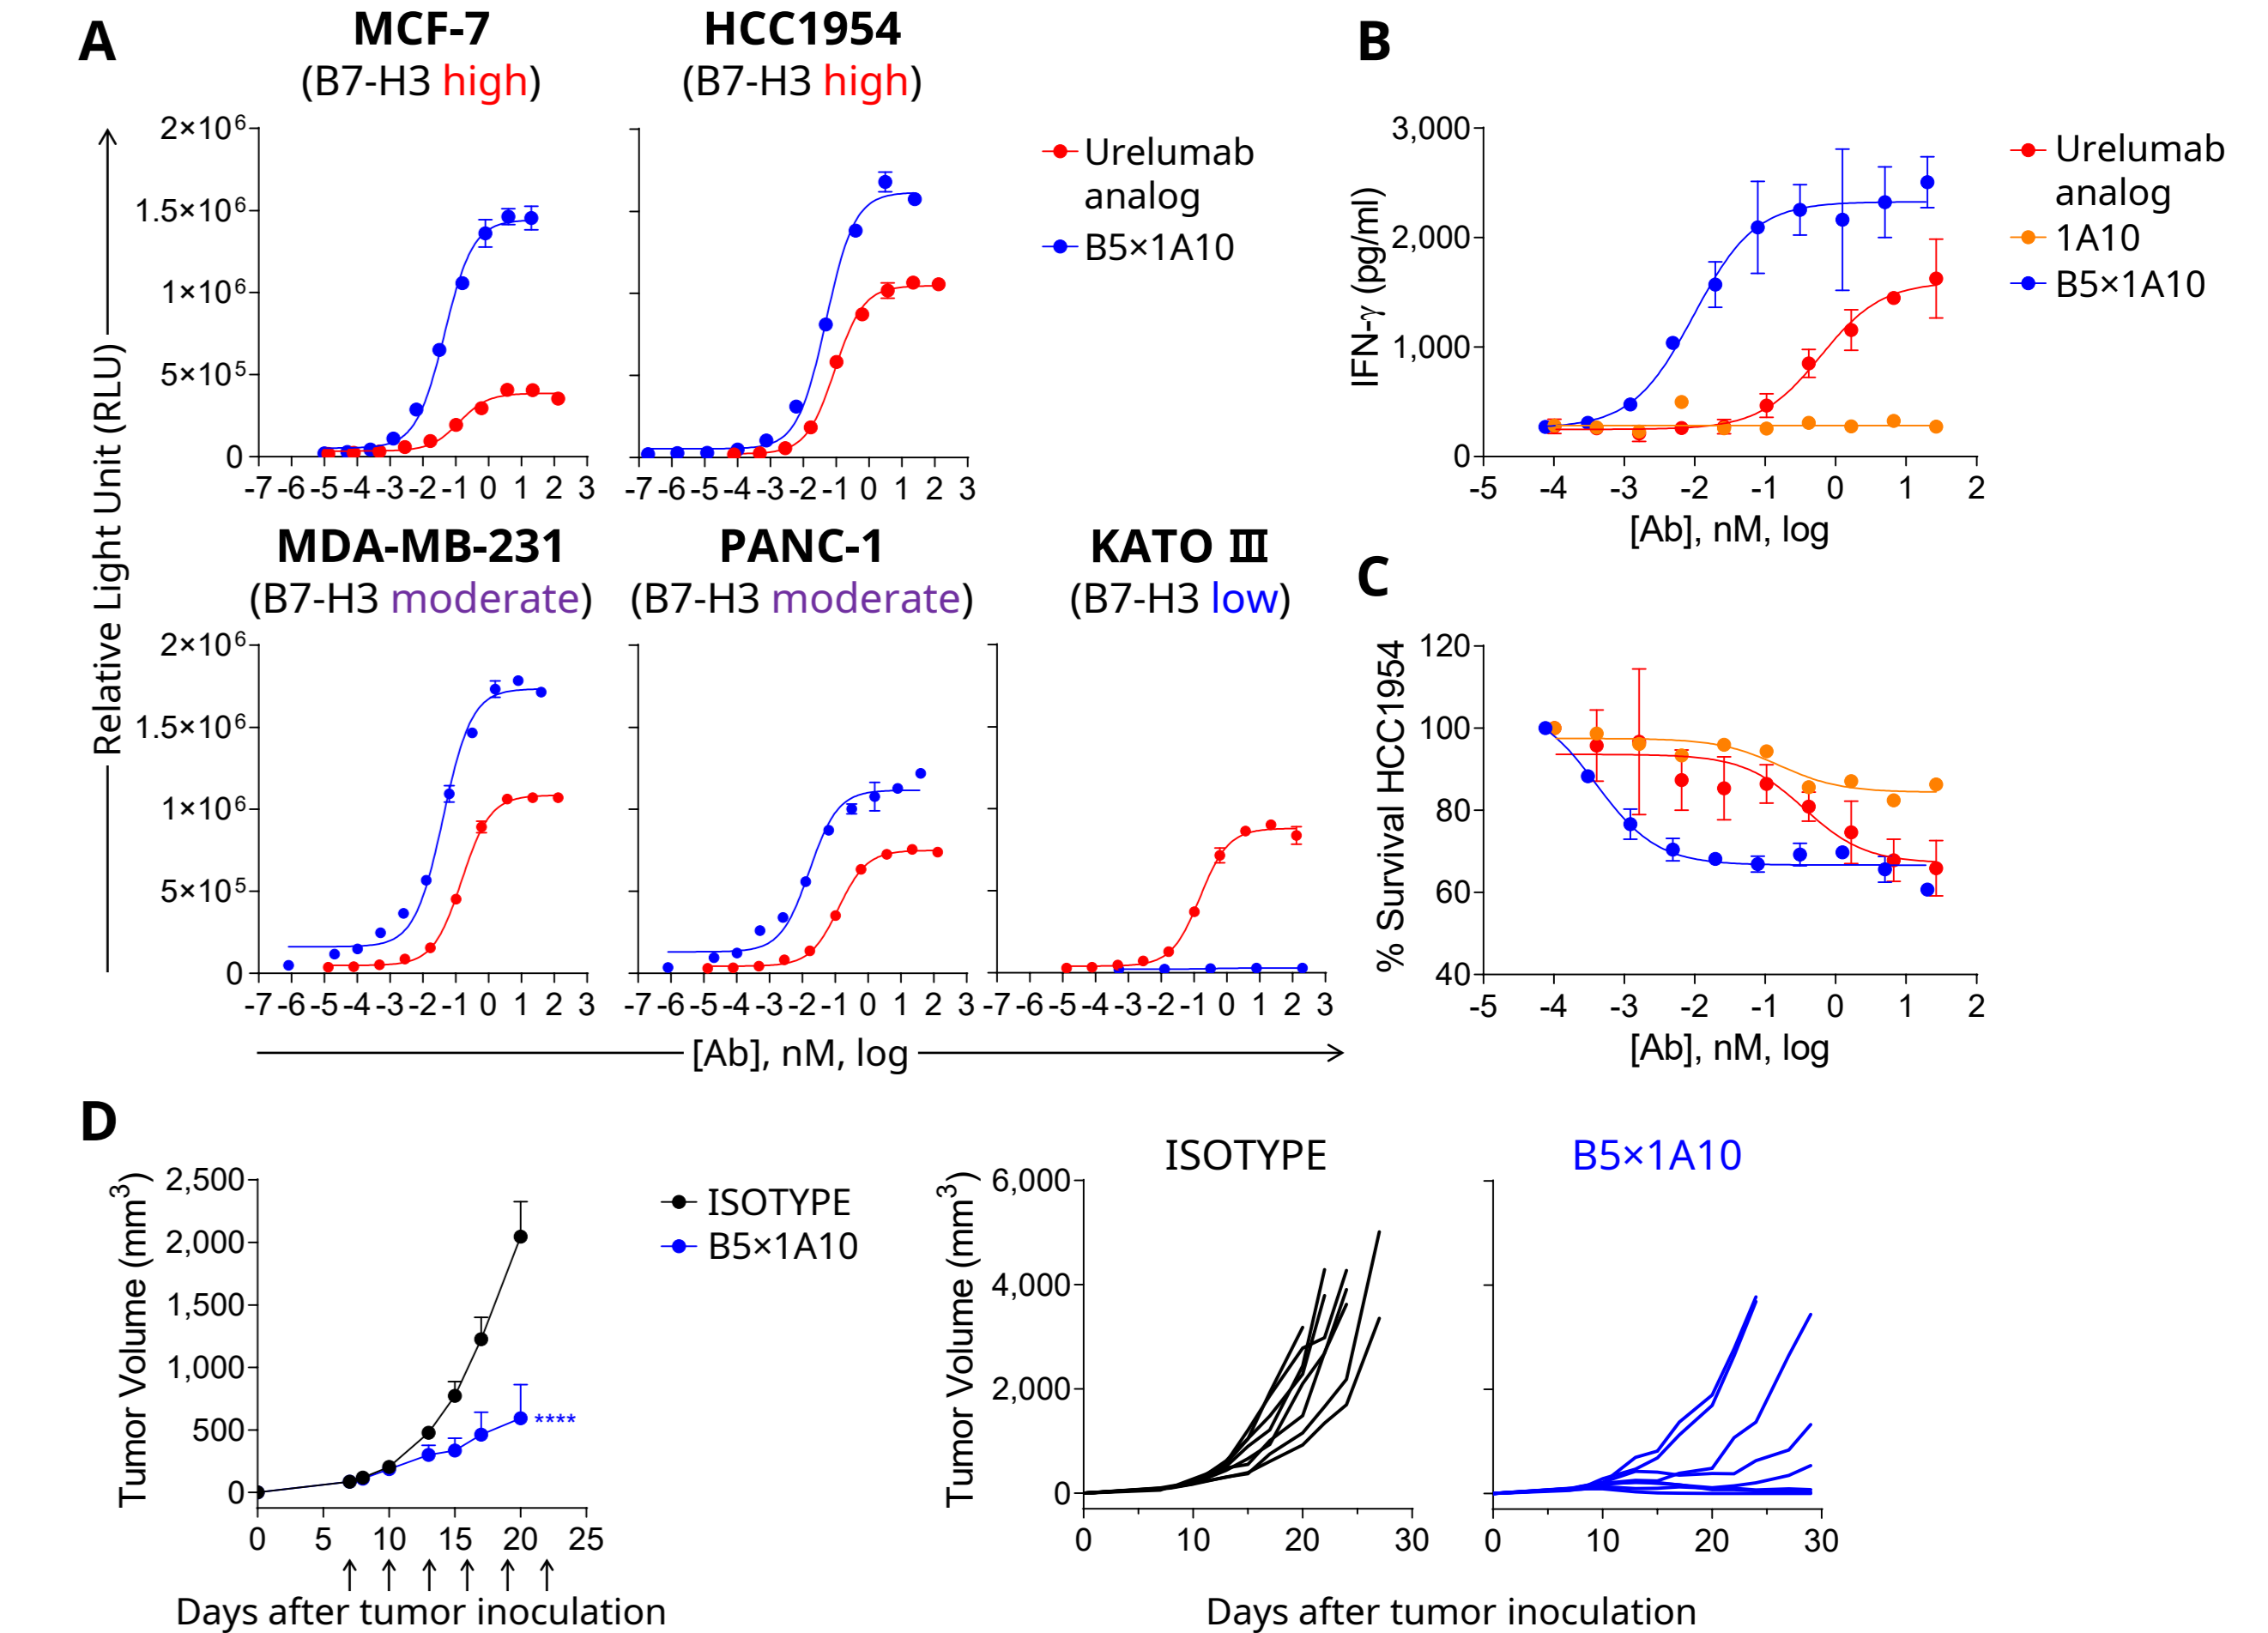 A
MCF-7
(B7-H3 high)
HCC1954
(B7-H3 high)
Relative Light Unit (RLU)
2×10⁶
1.5×10⁶
1×10⁶
5×10⁵
0
-7 -6 -5 -4 -3 -2 -1 0 1 2 3
-7 -6 -5 -4 -3 -2 -1 0 1 2 3
Urelumab
analog
B5×1A10
MDA-MB-231
(B7-H3 moderate)
PANC-1
(B7-H3 moderate)
KATO III
(B7-H3 low)
2×10⁶
1.5×10⁶
1×10⁶
5×10⁵
0
-7 -6 -5 -4 -3 -2 -1 0 1 2 3
-7 -6 -5 -4 -3 -2 -1 0 1 2 3
-7 -6 -5 -4 -3 -2 -1 0 1 2 3
[Ab], nM, log
B
IFN-γ (pg/ml)
3,000
2,000
1,000
0
-5 -4 -3 -2 -1 0 1 2
[Ab], nM, log
Urelumab
analog
1A10
B5×1A10
C
% Survival HCC1954
120
100
80
60
40
-5 -4 -3 -2 -1 0 1 2
[Ab], nM, log
D
Tumor Volume (mm³)
2,500
2,000
1,500
1,000
500
0
0 5 10 15 20 25
****
ISOTYPE
B5×1A10
Days after tumor inoculation
ISOTYPE
B5×1A10
Tumor Volume (mm³)
6,000
4,000
2,000
0
0 10 20 30
0 10 20 30
Days after tumor inoculation